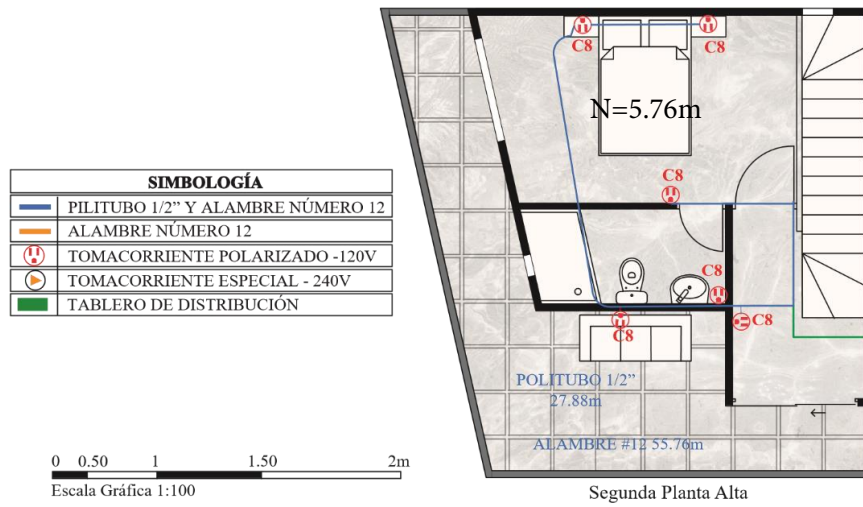 C8
C8
N=5.76m
C8
SIMBOLOGÍA
PILITUBO 1/2” Y ALAMBRE NÚMERO 12
ALAMBRE NÚMERO 12
TOMACORRIENTE POLARIZADO -120V
TOMACORRIENTE ESPECIAL - 240V
TABLERO DE DISTRIBUCIÓN
C8
C8
C8
POLITUBO 1/2”
27.88m
ALAMBRE #12 55.76m
0 0.50 1 1.50 2m
Escala Gráfica 1:100
Segunda Planta Alta